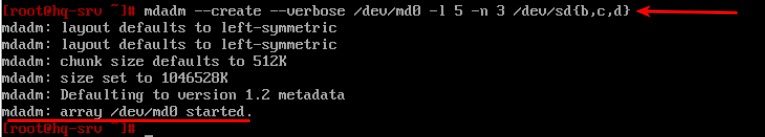 [root@hq-srv ~]# mdadm --create --verbose /dev/md0 -l 5 -n 3 /dev/sd{b,c,d}
mdadm: layout defaults to left-symmetric
mdadm: layout defaults to left-symmetric
mdadm: chunk size defaults to 512K
mdadm: size set to 1046528K
mdadm: Defaulting to version 1.2 metadata
mdadm: array /dev/md0 started.
[root@hq-srv ~]#